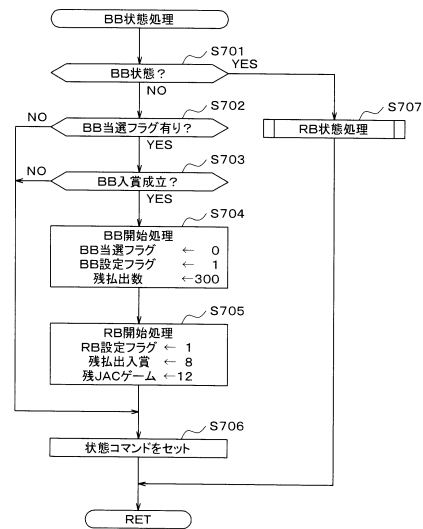 BB状態処理
S701
BB状態？
YES
NO
S702
NO
BB当選フラグ有り？
YES
S707
RB状態処理
S703
NO
BB入賞成立？
YES
S704
BB開始処理
BB当選フラグ ← 0
BB設定フラグ ← 1
残払出数 ←300
S705
RB開始処理
RB設定フラグ ← 1
残払出入賞 ← 8
残JACゲーム ←12
S706
状態コマンドをセット
RET